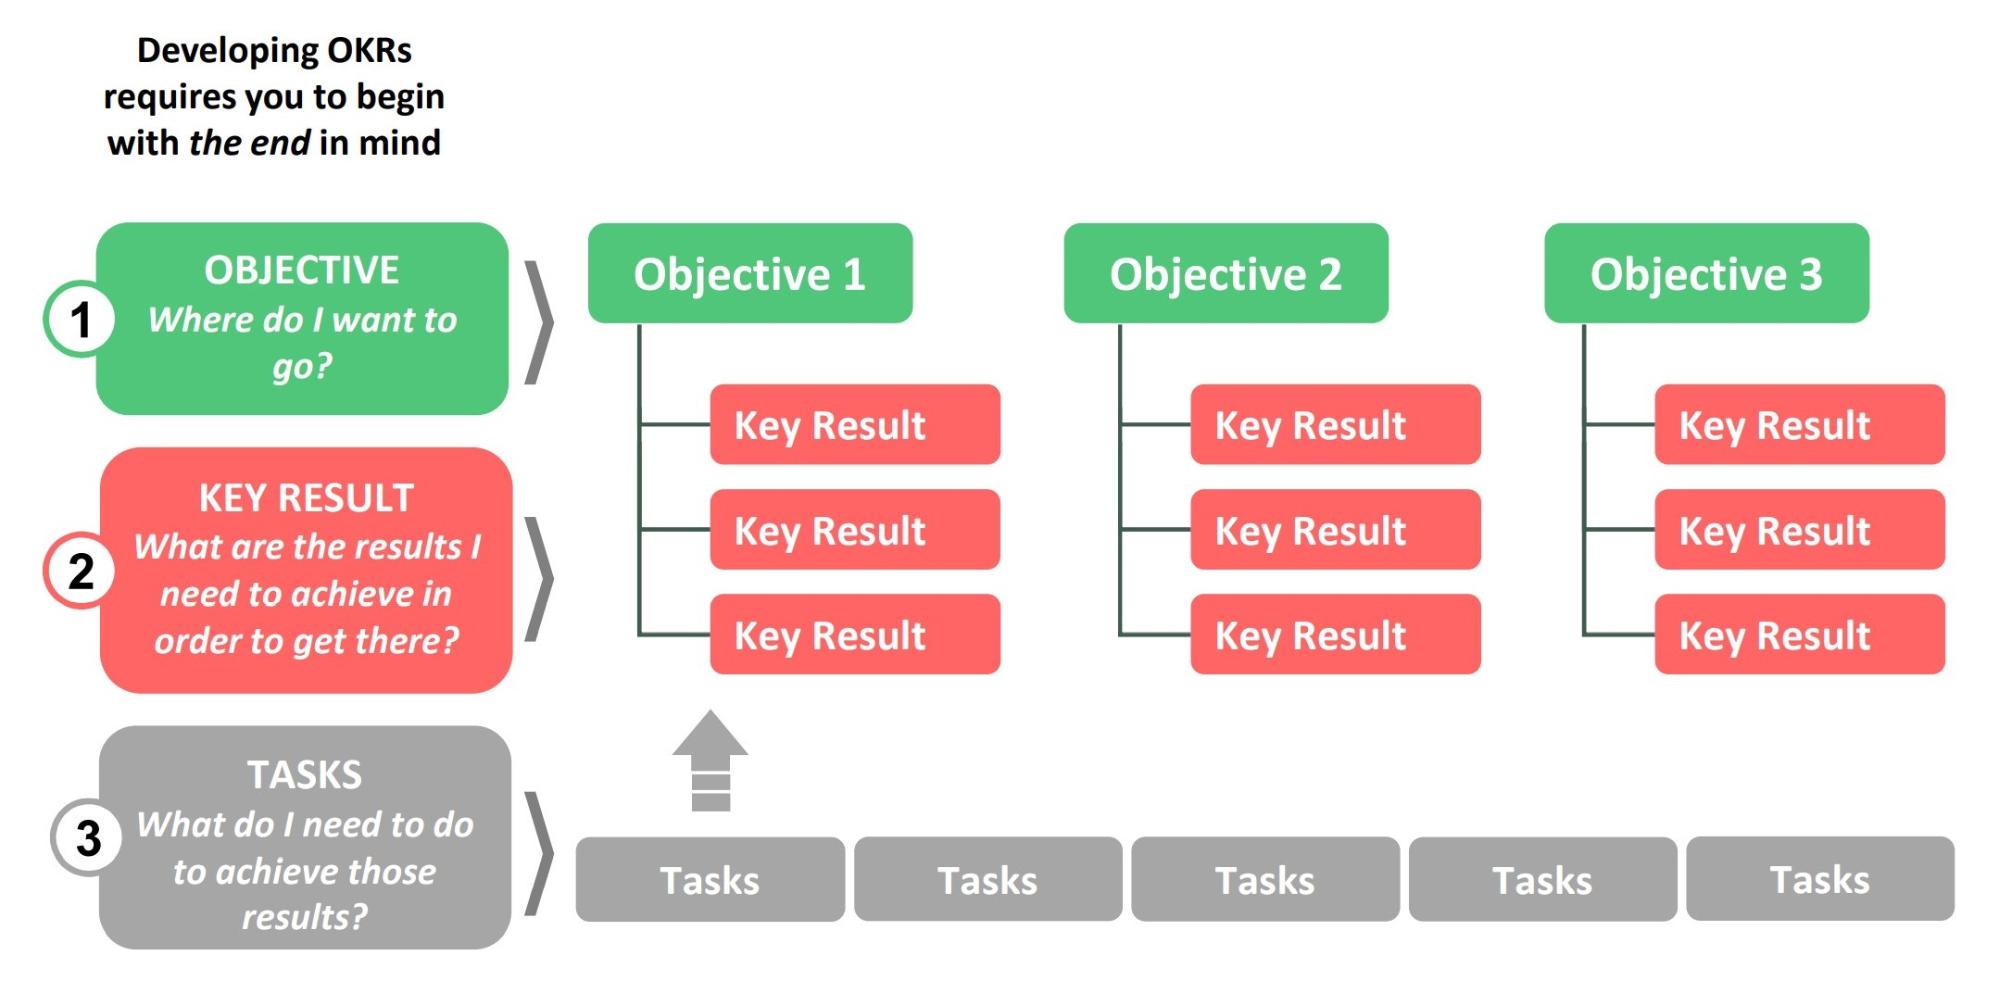 Developing OKRs
requires you to begin
with the end in mind
1
OBJECTIVE
Where do I want to
go?
Objective 1
Objective 2
Objective 3
2
KEY RESULT
What are the results I
need to achieve in
order to get there?
Key Result
Key Result
Key Result
Key Result
Key Result
Key Result
Key Result
Key Result
Key Result
3
TASKS
What do I need to do
to achieve those
results?
Tasks
Tasks
Tasks
Tasks
Tasks